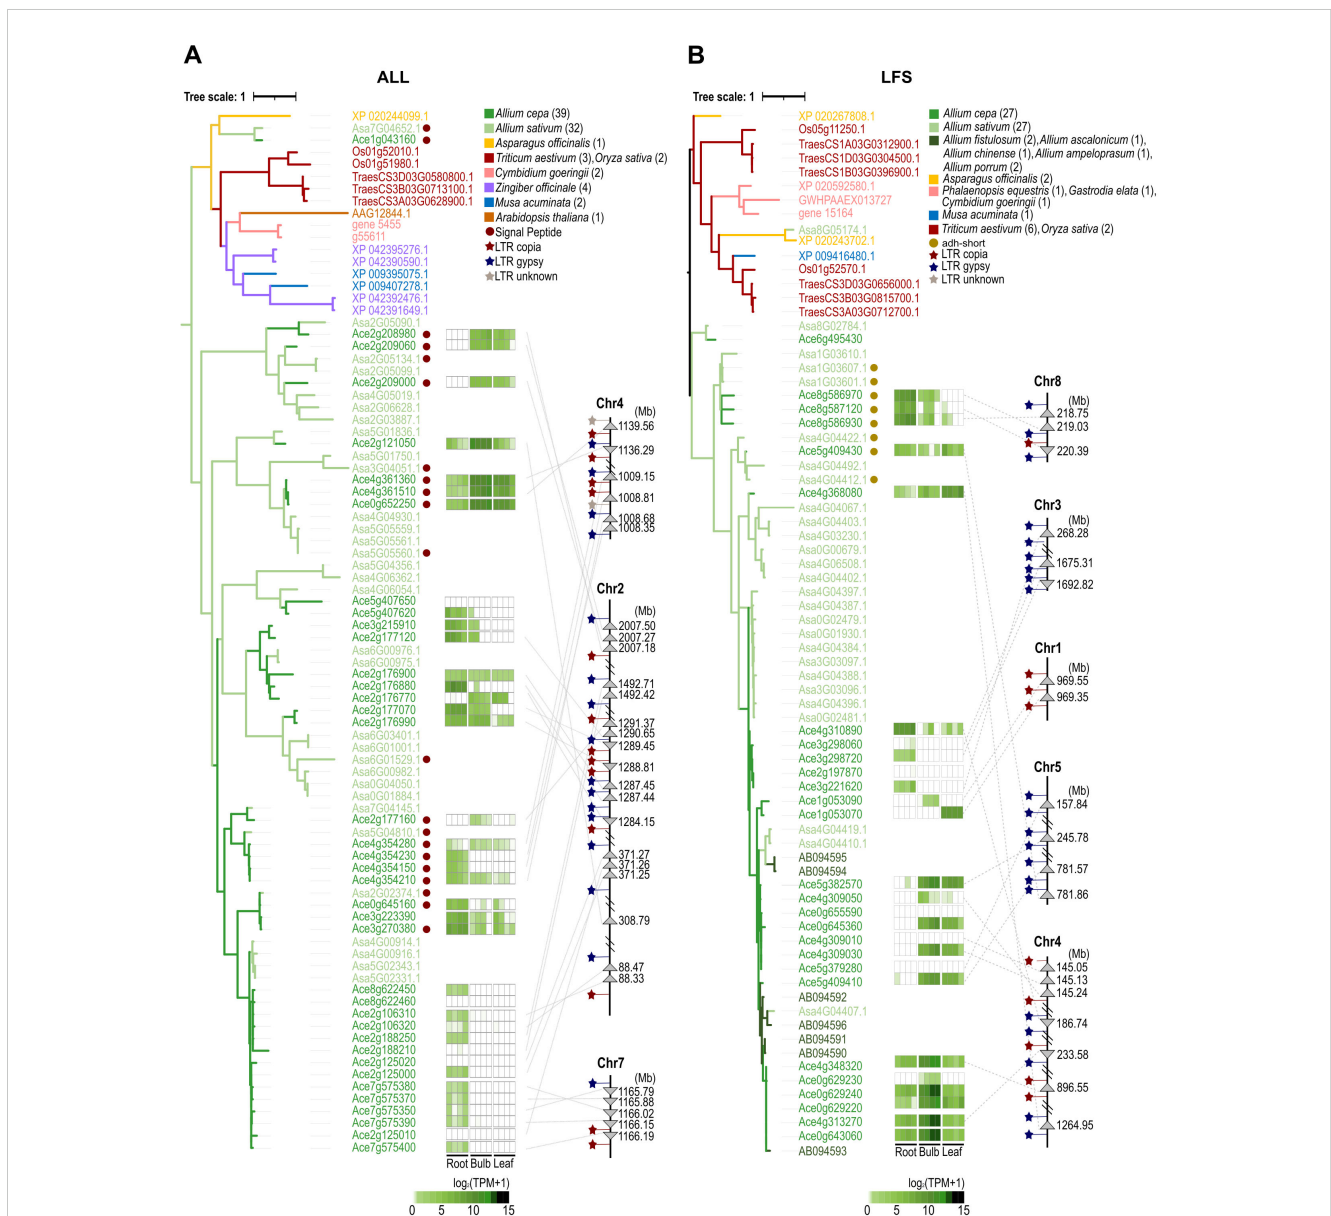 A
ALL
Tree scale: 1
XP 020244099.1
Asa7G04652.1
Ace1g043160
Os01g52010.1
Os01g51980.1
TraesCS3D03G0580800.1
TraesCS3B03G0713100.1
TraesCS3A03G0628900.1
AAG12844.1
gene 5455
g55611
XP 042395276.1
XP 042390590.1
XP 009395075.1
XP 009407278.1
XP 042392476.1
XP 042391649.1
Asa2G05090.1
Ace2g208980
Ace2g209060
Asa2G05134.1
Asa2G05099.1
Ace2g209000
Asa4G05019.1
Asa2G06628.1
Asa2G03887.1
Asa5G01836.1
Ace2g121050
Asa5G01750.1
Asa3G04051.1
Ace4g361360
Ace4g361510
Ace0g652250
Asa4G04930.1
Asa5G05559.1
Asa5G05561.1
Asa5G05560.1
Asa5G04356.1
Asa4G06362.1
Asa4G06054.1
Ace5g407650
Ace5g407620
Ace3g215910
Ace2g177120
Asa6G00976.1
Asa6G00975.1
Ace2g176900
Ace2g176880
Ace2g176770
Ace2g177070
Ace2g176990
Asa6G03401.1
Asa6G01001.1
Asa6G01529.1
Asa6G00982.1
Asa0G04050.1
Asa0G01884.1
Asa7G04145.1
Ace2g177160
Asa5G04810.1
Ace4g354280
Ace4g354230
Ace4g354150
Ace4g354210
Asa2G02374.1
Ace0g645160
Ace3g223390
Ace3g270380
Asa4G00914.1
Asa4G00916.1
Asa5G02343.1
Asa5G02331.1
Ace8g622450
Ace8g622460
Ace2g106310
Ace2g106320
Ace2g188250
Ace2g188210
Ace2g125020
Ace2g125000
Ace7g575380
Ace7g575370
Ace7g575350
Ace7g575390
Ace2g125010
Ace7g575400
Allium cepa (39)
Allium sativum (32)
Asparagus officinalis (1)
Triticum aestivum (3),Oryza sativa (2)
Cymbidium goeringii (2)
Zingiber officinale (4)
Musa acuminata (2)
Arabidopsis thaliana (1)
Signal Peptide
LTR copia
LTR gypsy
LTR unknown
Chr4
(Mb)
1139.56
1136.29
1009.15
1008.81
1008.68
1008.35
Chr2
(Mb)
2007.50
2007.27
2007.18
1492.71
1492.42
1291.37
1290.65
1289.45
1288.81
1287.45
1287.44
1284.15
371.27
371.26
371.25
308.79
88.47
88.33
Chr7
(Mb)
1165.79
1165.88
1166.02
1166.15
1166.19
Root Bulb Leaf
log2(TPM+1)
0 5 10 15
B
LFS
Tree scale: 1
XP 020267808.1
Os05g11250.1
TraesCS1A03G0312900.1
TraesCS1D03G0304500.1
TraesCS1B03G0396900.1
XP 020592580.1
GWHPAAEX013727
gene 15164
Asa8G05174.1
XP 020243702.1
XP 009416480.1
Os01g52570.1
TraesCS3D03G0656000.1
TraesCS3B03G0815700.1
TraesCS3A03G0712700.1
Asa8G02784.1
Ace6g495430
Asa1G03610.1
Asa1G03607.1
Asa1G03601.1
Ace8g586970
Ace8g587120
Ace8g586930
Asa4G04422.1
Ace5g409430
Asa4G04492.1
Asa4G04412.1
Ace4g368080
Asa4G04067.1
Asa4G04403.1
Asa4G03230.1
Asa0G00679.1
Asa4G06508.1
Asa4G04402.1
Asa4G04397.1
Asa4G04387.1
Asa0G02479.1
Asa0G01930.1
Asa4G04384.1
Asa3G03097.1
Asa4G04388.1
Asa3G03096.1
Asa4G04396.1
Asa0G02481.1
Ace4g310890
Ace3g298060
Ace3g298720
Ace2g197870
Ace3g221620
Ace1g053090
Ace1g053070
Asa4G04419.1
Asa4G04410.1
AB094595
AB094594
Ace5g382570
Ace4g309050
Ace0g655590
Ace0g645360
Ace4g309010
Ace4g309030
Ace5g379280
Ace5g409410
AB094592
Asa4G04407.1
AB094596
AB094591
AB094590
Ace4g348320
Ace0g629230
Ace0g629240
Ace0g629220
Ace4g313270
Ace0g643060
AB094593
Allium cepa (27)
Allium sativum (27)
Allium fistulosum (2),Allium ascalonicum (1),
Allium chinense (1),Allium ampeloprasum (1),
Allium porrum (2)
Asparagus officinalis (2)
Phalaenopsis equestris (1),Gastrodia elata (1),
Cymbidium goeringii (1)
Musa acuminata (1)
Triticum aestivum (6),Oryza sativa (2)
adh-short
LTR copia
LTR gypsy
LTR unknown
Chr8
(Mb)
218.75
219.03
220.39
Chr3
(Mb)
268.28
1675.31
1692.82
Chr1
(Mb)
969.55
969.35
Chr5
(Mb)
157.84
245.78
781.57
781.86
Chr4
(Mb)
145.05
145.13
145.24
186.74
233.58
896.55
1264.95
Root Bulb Leaf
log2(TPM+1)
0 5 10 15